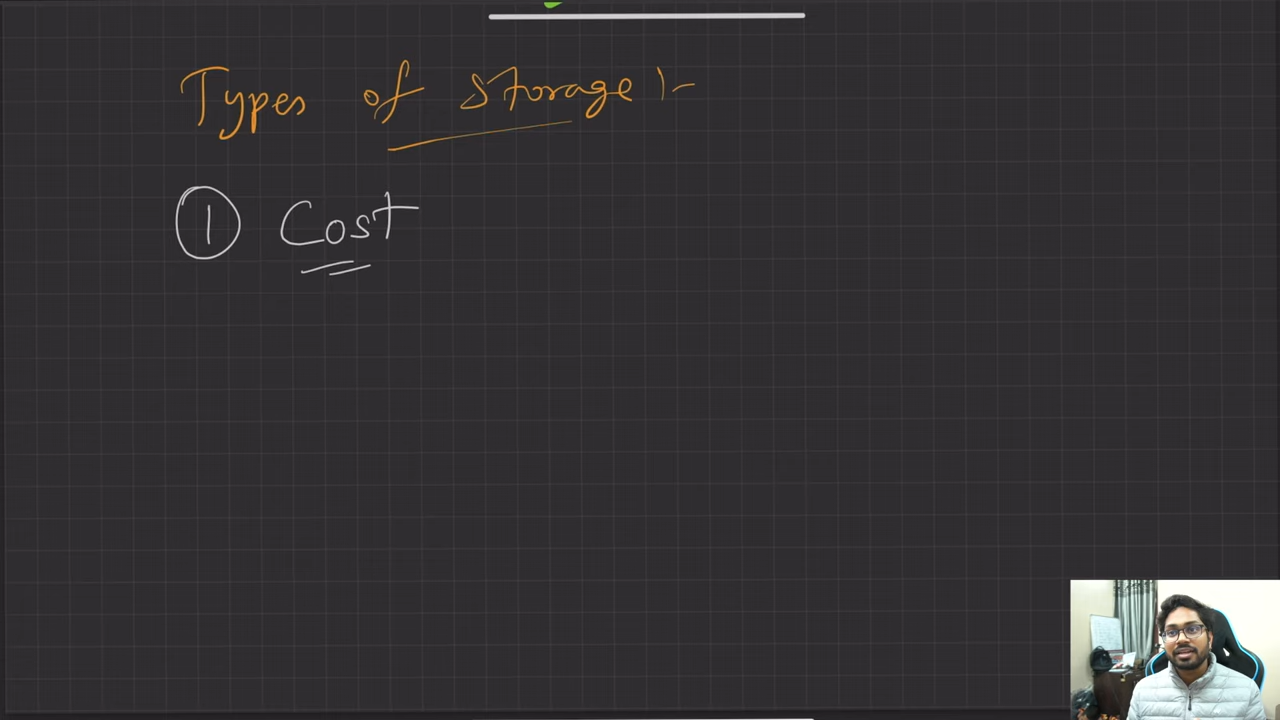 Types of storage :-
① Cost